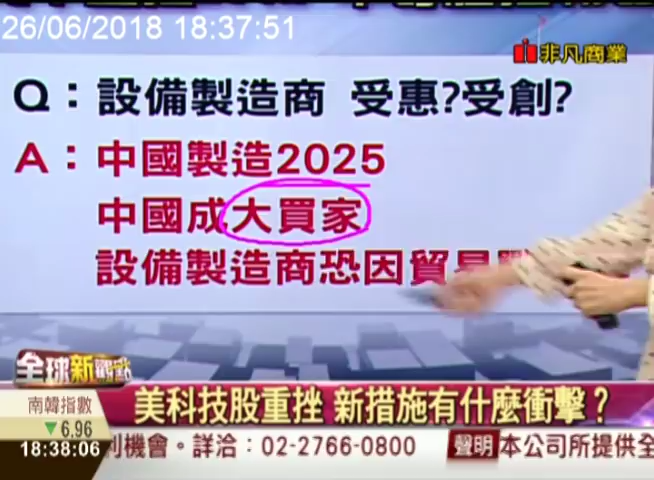 26/06/2018 18:37:51
非凡商業
Q：設備製造商 受惠?受創?
A：中國製造2025
中國成大買家
設備製造商恐因貿易戰
全球新觀點
美科技股重挫 新措施有什麼衝擊？
南韓指數
▼6.96
18:38:06
利機會。詳洽：02-2766-0800 聲明 本公司所提供全